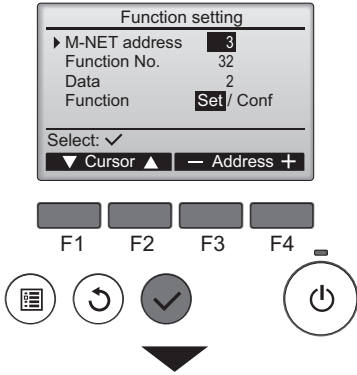 Function setting
M-NET address 3
Function No. 32
Data 2
Function Set / Conf
Select: ✓
▼ Cursor ▲ − Address +
F1 F2 F3 F4